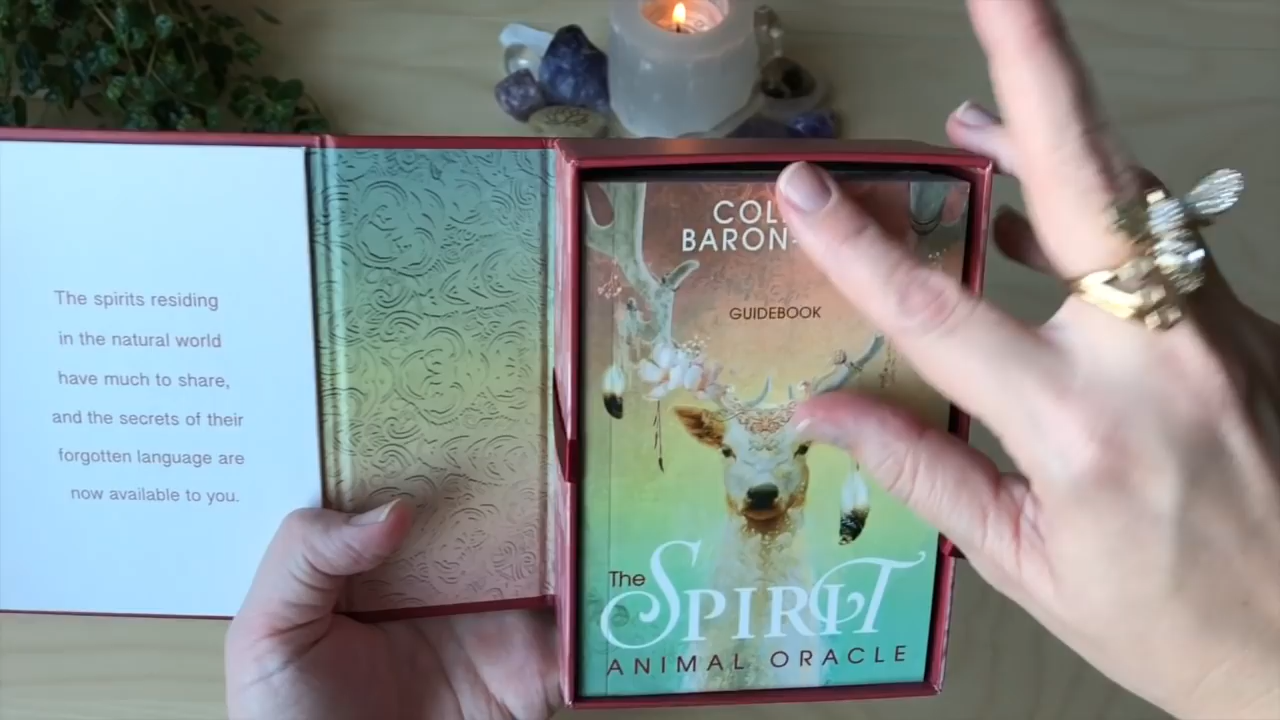 The spirits residing
in the natural world
have much to share,
and the secrets of their
forgotten language are
now available to you.
BARON-
GUIDEBOOK
The SPIRIT
ANIMAL ORACLE